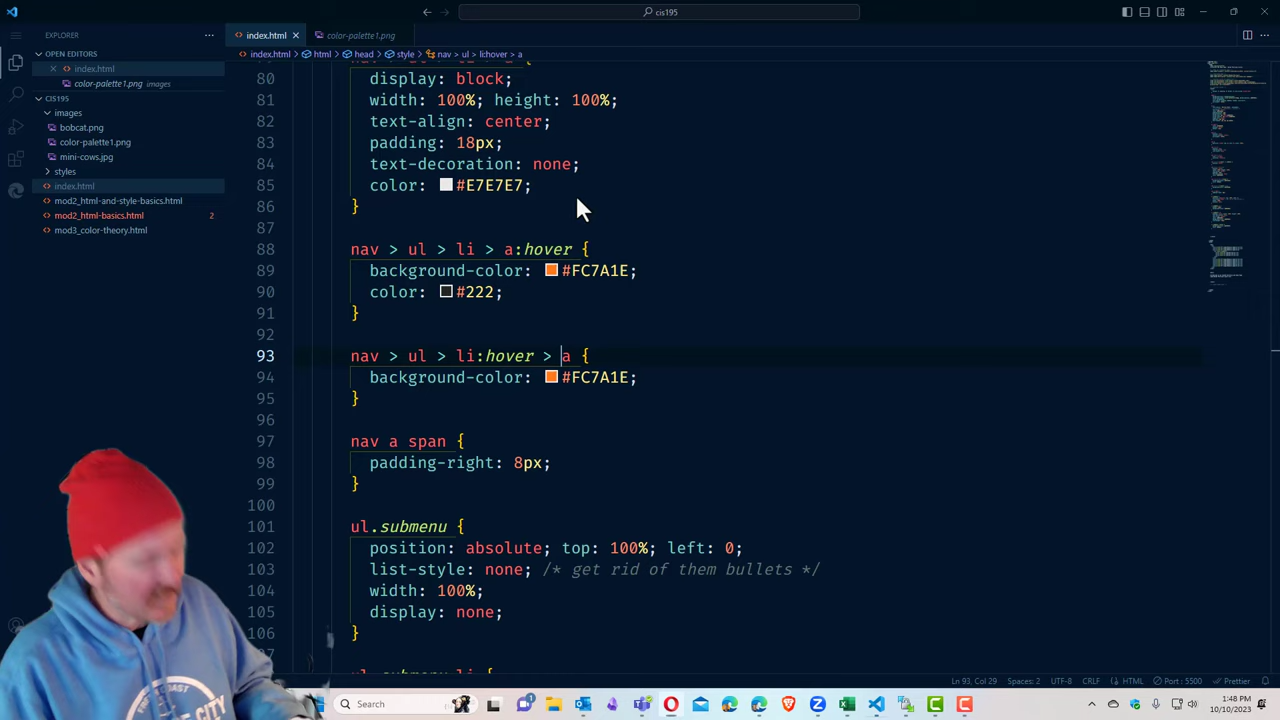 cis195
index.html
color-palette1.png
EXPLORER
index.html > html > head > style > nav > ul > li:hover > a
OPEN EDITORS
index.html
color-palette1.png images
CIS195
images
bobcat.png
color-palette1.png
mini-cows.jpg
styles
index.html
mod2_html-and-style-basics.html
mod2_html-basics.html 2
mod3_color-theory.html
80 display: block;
81 width: 100%; height: 100%;
82 text-align: center;
83 padding: 18px;
84 text-decoration: none;
85 color: #E7E7E7;
86 }
87
88 nav > ul > li > a:hover {
89 background-color: #FC7A1E;
90 color: #222;
91 }
92
93 nav > ul > li:hover > a {
94 background-color: #FC7A1E;
95 }
96
97 nav a span {
98 padding-right: 8px;
99 }
100
101 ul.submenu {
102 position: absolute; top: 100%; left: 0;
103 list-style: none; /* get rid of them bullets */
104 width: 100%;
105 display: none;
106 }
Ln 93, Col 29 Spaces: 2 UTF-8 CRLF HTML Port : 5500 Prettier
Search
1:48 PM
10/10/2023